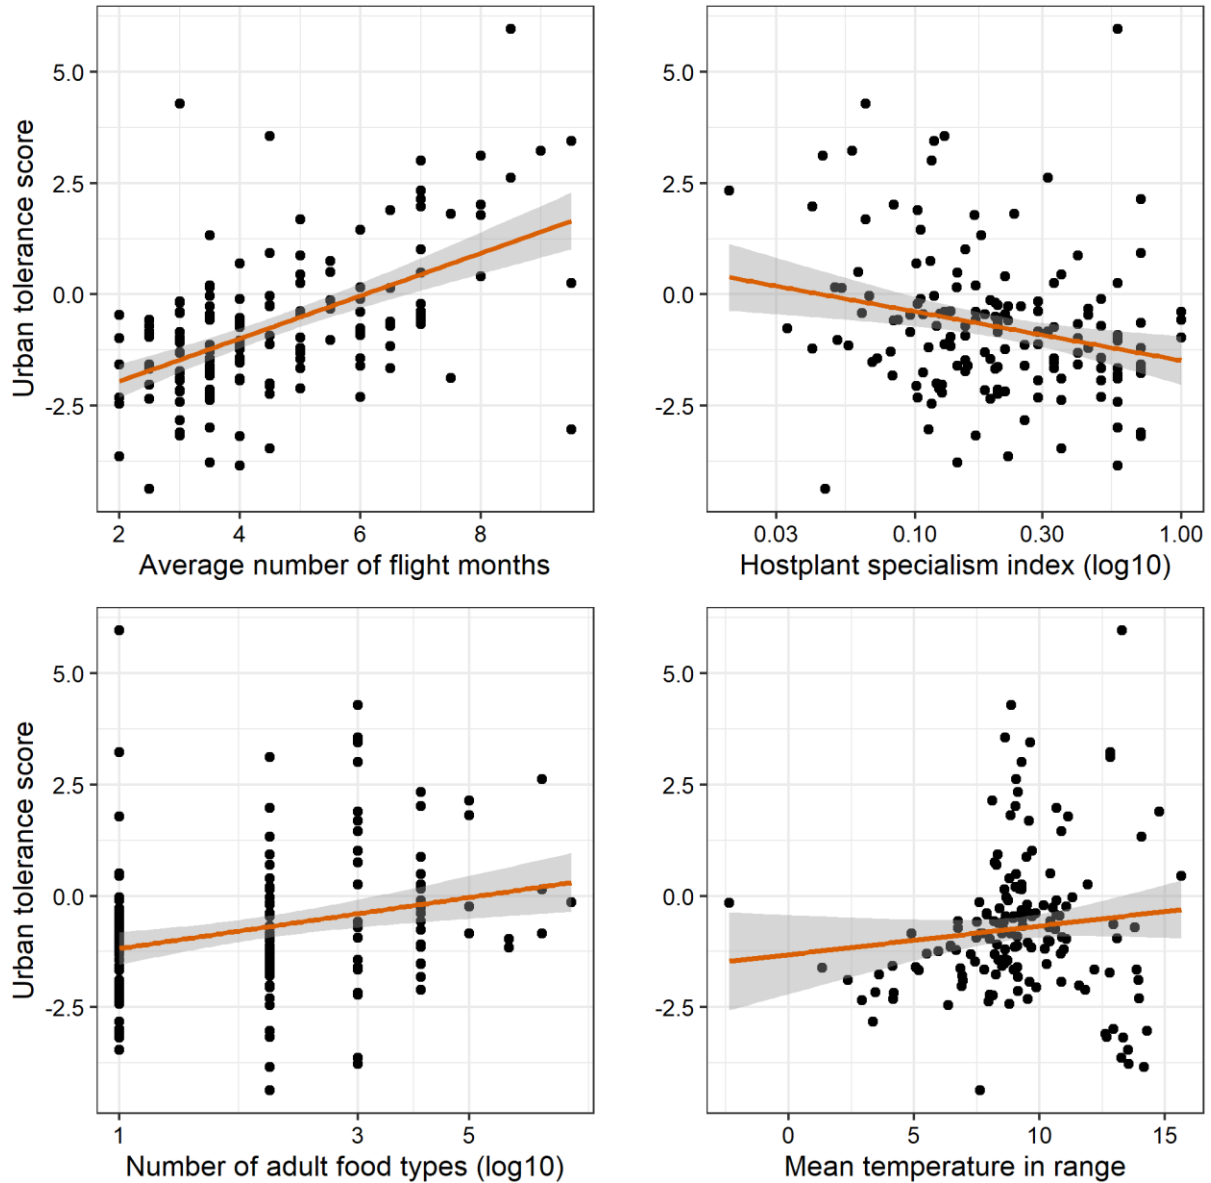 5.0
2.5
0.0
-2.5
Urban tolerance score
2 4 6 8
Average number of flight months
5.0
2.5
0.0
-2.5
0.03 0.10 0.30 1.00
Hostplant specialism index (log10)
5.0
2.5
0.0
-2.5
Urban tolerance score
1 3 5
Number of adult food types (log10)
5.0
2.5
0.0
-2.5
0 5 10 15
Mean temperature in range